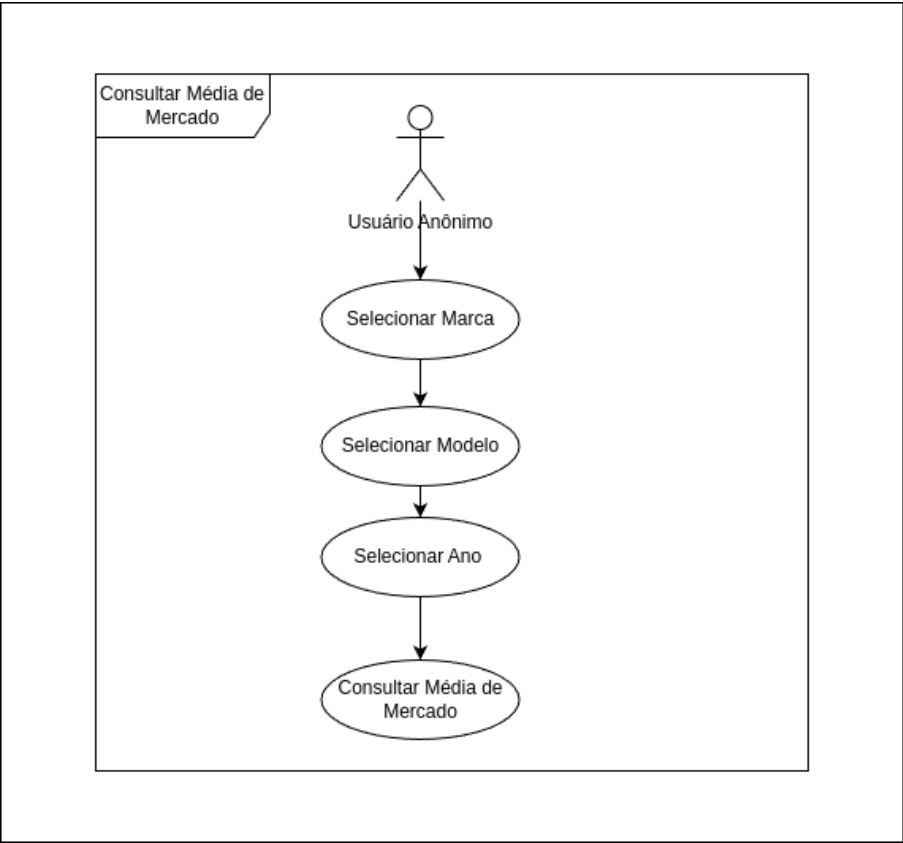 Consultar Média de
Mercado
Usuário Anônimo
Selecionar Marca
Selecionar Modelo
Selecionar Ano
Consultar Média de
Mercado